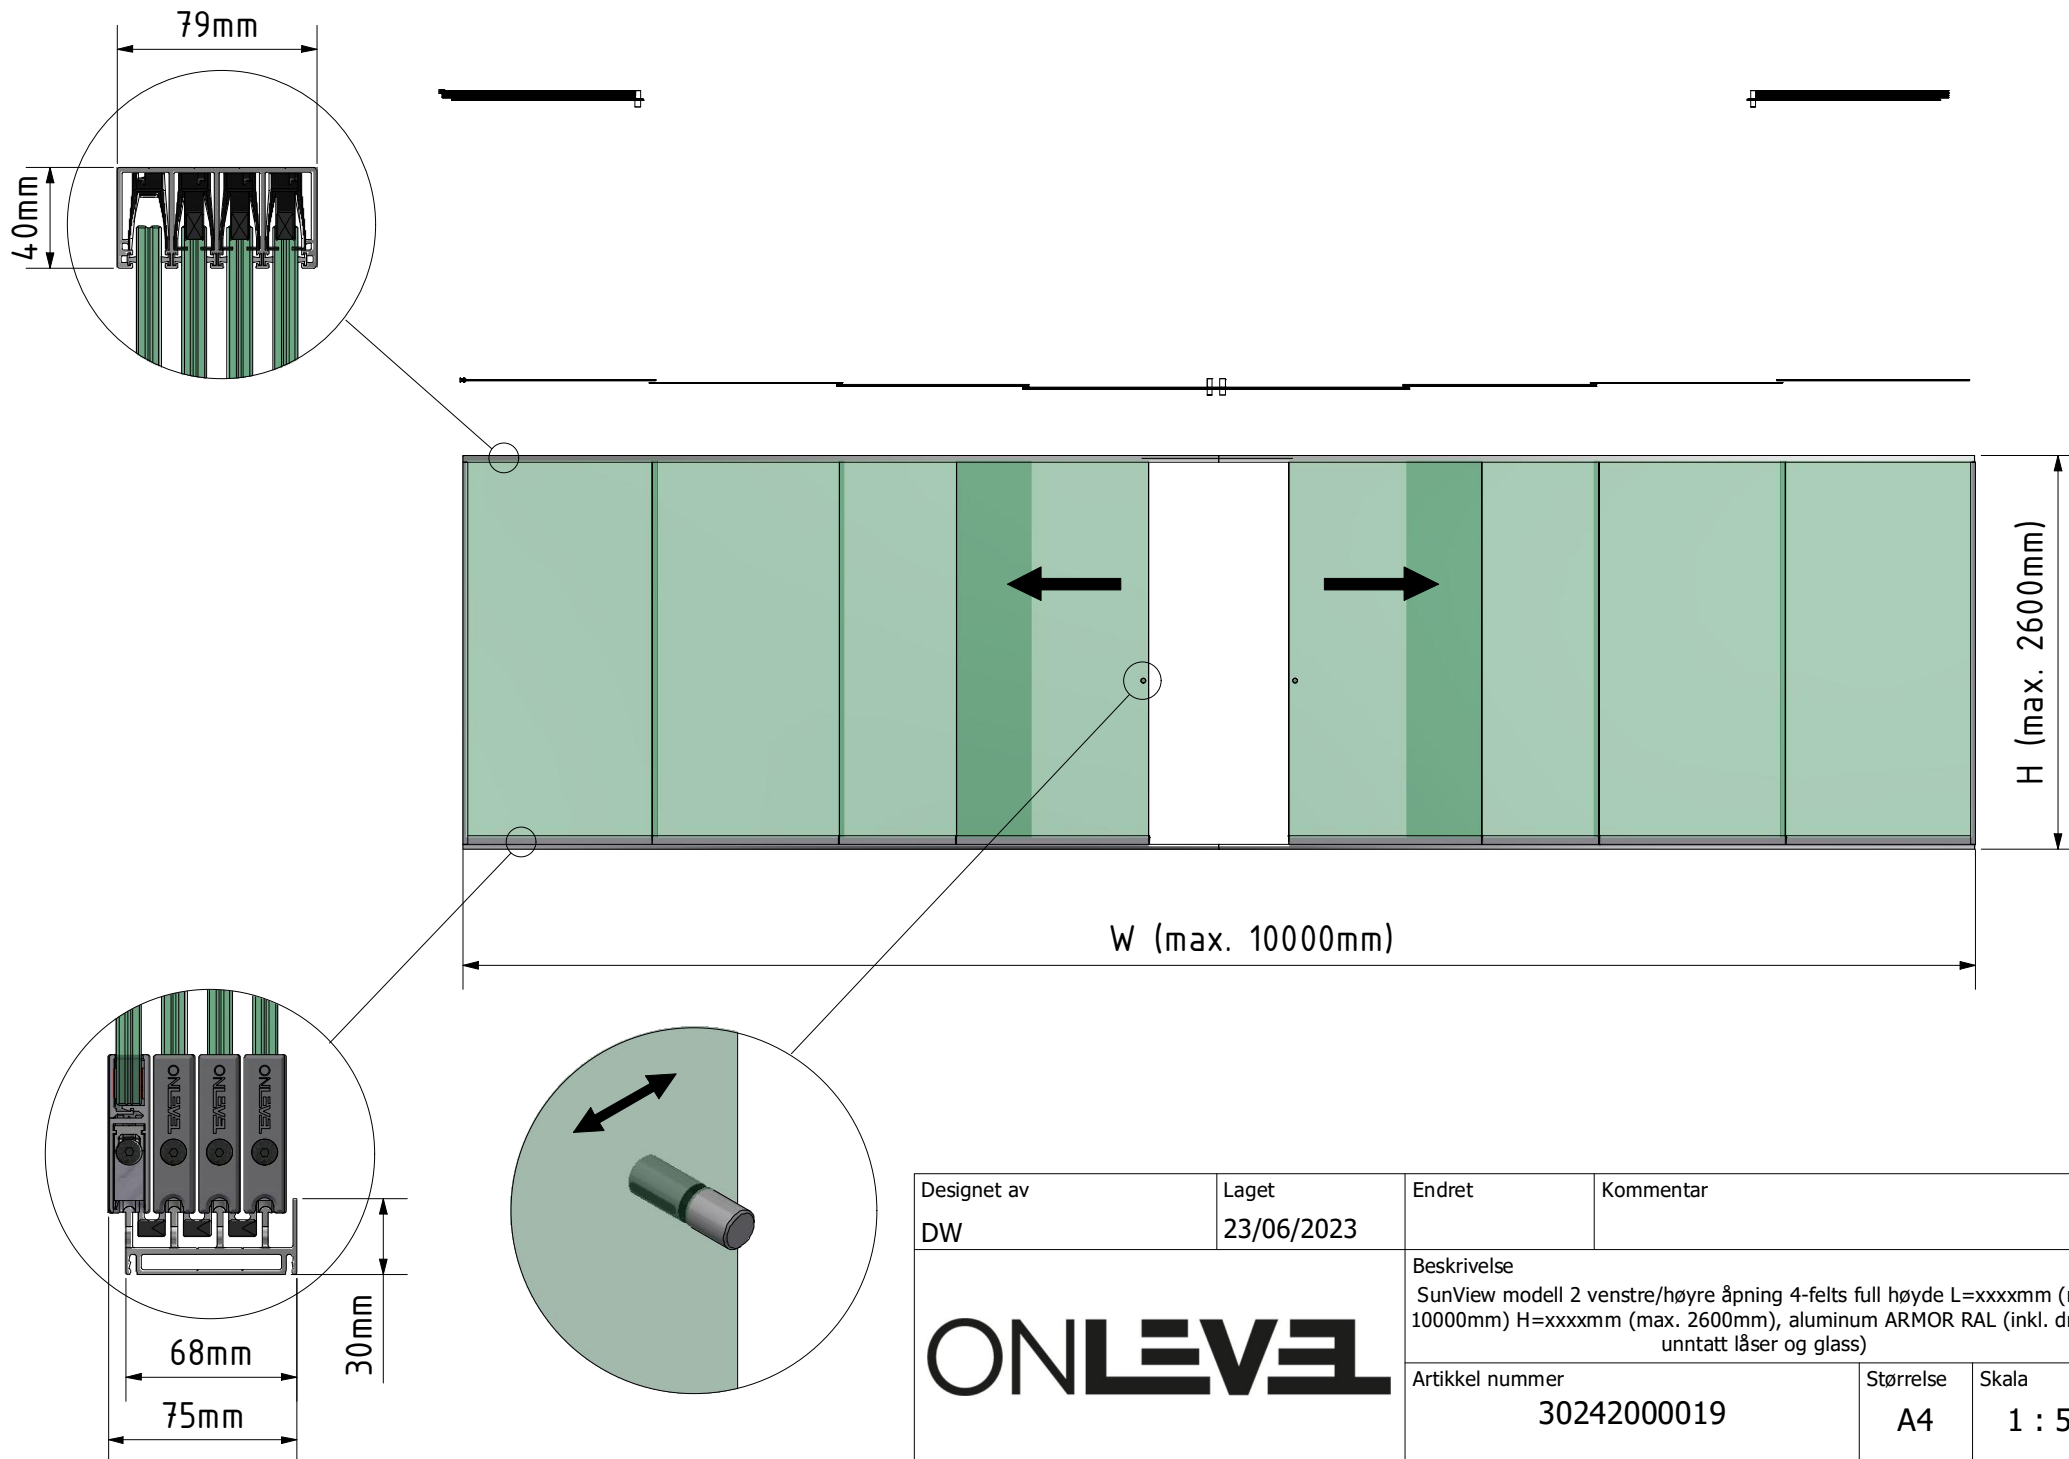 79mm
40mm
H (max. 2600mm)
W (max. 10000mm)
ONLEVEL
ONLEVEL
ONLEVEL
30mm
68mm
75mm
Designet av
DW
Laget
23/06/2023
Endret
Kommentar
ONLEVEL
Beskrivelse
SunView modell 2 venstre/høyre åpning 4-felts full høyde L=xxxxmm
10000mm) H=xxxxmm (max. 2600mm), aluminum ARMOR RAL (inkl.
unntatt låser og glass)
Artikkel nummer
30242000019
Størrelse
A4
Skala
1 : 5